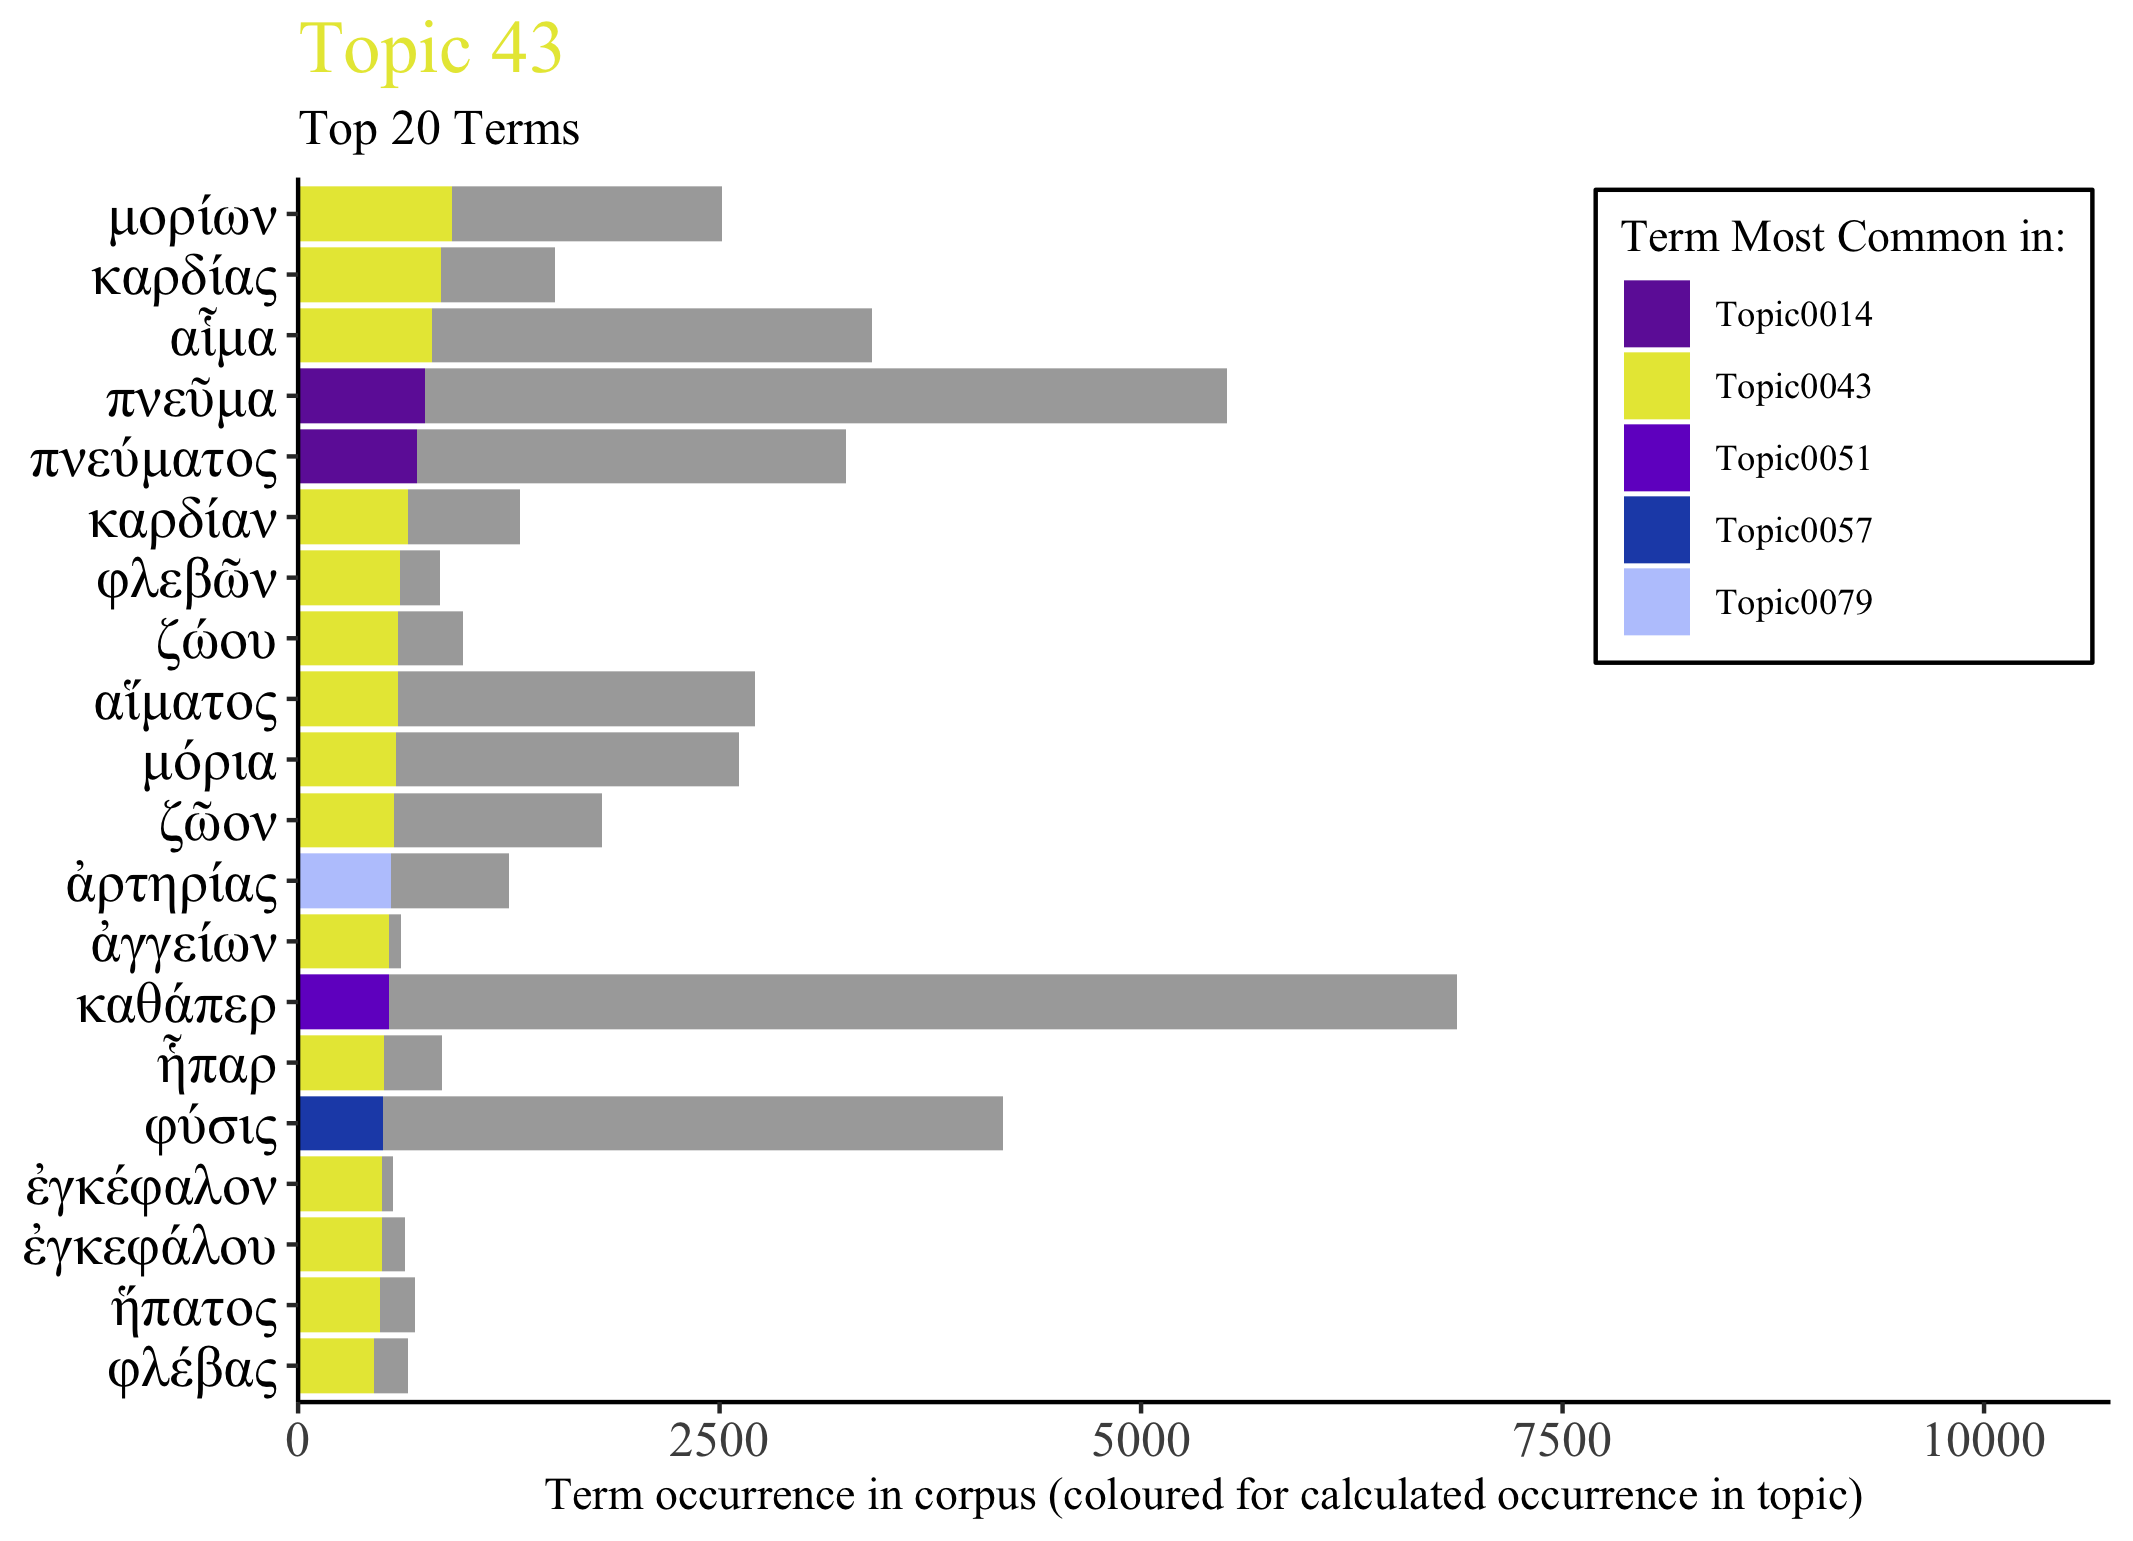 Topic 43
Top 20 Terms
μορίων
καρδίας
αἷμα
πνεῦμα
πνεύματος
καρδίαν
φλεβῶν
ζώου
αἵματος
μόρια
ζῶον
ἀρτηρίας
ἀγγείων
καθάπερ
ἧπαρ
φύσις
ἐγκέφαλον
ἐγκεφάλου
ἥπατος
φλέβας
0 2500 5000 7500 10000
Term occurrence in corpus (coloured for calculated occurrence in topic)
Term Most Common in:
Topic0014
Topic0043
Topic0051
Topic0057
Topic0079